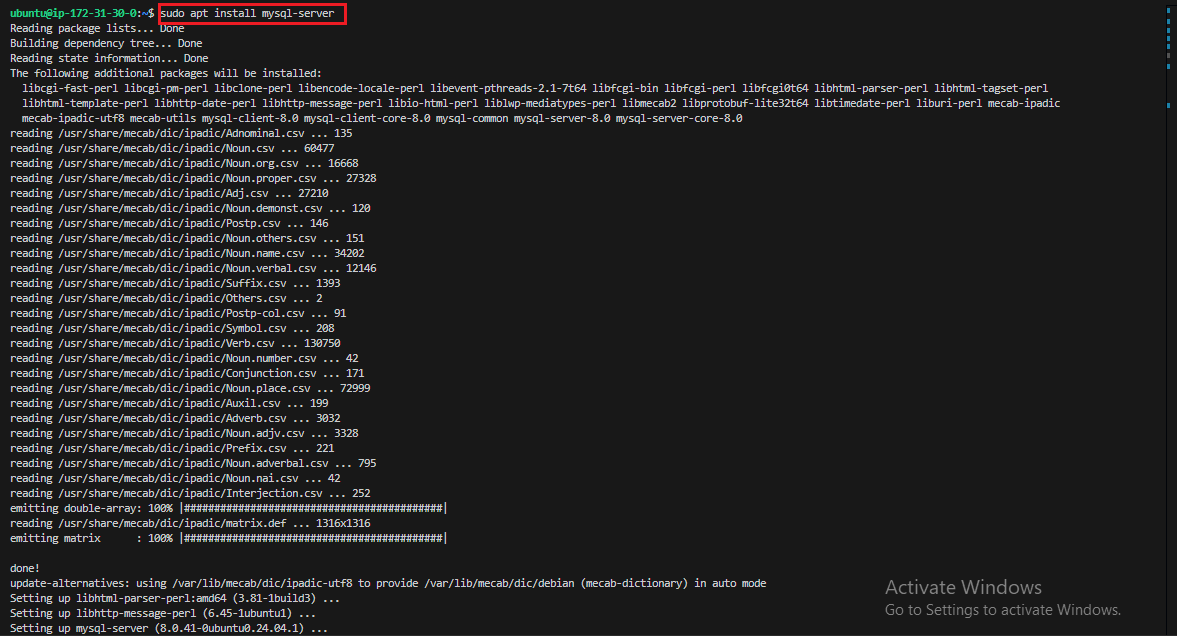 ubuntu@ip-172-31-30-0:~$ sudo apt install mysql-server
Reading package lists... Done
Building dependency tree... Done
Reading state information... Done
The following additional packages will be installed:
  libcgi-fast-perl libcgi-pm-perl libclone-perl libencode-locale-perl libevent-pthreads-2.1-7t64 libfcgi-bin libfcgi-perl libfcgi0t64 libhtml-parser-perl libhtml-tagset-perl
  libhtml-template-perl libhttp-date-perl libhttp-message-perl libio-html-perl liblwp-mediatypes-perl libmecab2 libprotobuf-lite32t64 libtimedate-perl liburi-perl mecab-ipadic
  mecab-ipadic-utf8 mecab-utils mysql-client-8.0 mysql-client-core-8.0 mysql-common mysql-server-8.0 mysql-server-core-8.0
reading /usr/share/mecab/dic/ipadic/Adnominal.csv ... 135
reading /usr/share/mecab/dic/ipadic/Noun.csv ... 60477
reading /usr/share/mecab/dic/ipadic/Noun.org.csv ... 16668
reading /usr/share/mecab/dic/ipadic/Noun.proper.csv ... 27328
reading /usr/share/mecab/dic/ipadic/Adj.csv ... 27210
reading /usr/share/mecab/dic/ipadic/Noun.demonst.csv ... 120
reading /usr/share/mecab/dic/ipadic/Postp.csv ... 146
reading /usr/share/mecab/dic/ipadic/Noun.others.csv ... 151
reading /usr/share/mecab/dic/ipadic/Noun.name.csv ... 34202
reading /usr/share/mecab/dic/ipadic/Noun.verbal.csv ... 12146
reading /usr/share/mecab/dic/ipadic/Suffix.csv ... 1393
reading /usr/share/mecab/dic/ipadic/Others.csv ... 2
reading /usr/share/mecab/dic/ipadic/Postp-col.csv ... 91
reading /usr/share/mecab/dic/ipadic/Symbol.csv ... 208
reading /usr/share/mecab/dic/ipadic/Verb.csv ... 130750
reading /usr/share/mecab/dic/ipadic/Noun.number.csv ... 42
reading /usr/share/mecab/dic/ipadic/Conjunction.csv ... 171
reading /usr/share/mecab/dic/ipadic/Noun.place.csv ... 72999
reading /usr/share/mecab/dic/ipadic/Auxil.csv ... 199
reading /usr/share/mecab/dic/ipadic/Adverb.csv ... 3032
reading /usr/share/mecab/dic/ipadic/Noun.adjv.csv ... 3328
reading /usr/share/mecab/dic/ipadic/Prefix.csv ... 221
reading /usr/share/mecab/dic/ipadic/Noun.adverbal.csv ... 795
reading /usr/share/mecab/dic/ipadic/Noun.nai.csv ... 42
reading /usr/share/mecab/dic/ipadic/Interjection.csv ... 252
emitting double-array: 100% |###########################################|
reading /usr/share/mecab/dic/ipadic/matrix.def ... 1316x1316
emitting matrix      : 100% |###########################################|

done!
update-alternatives: using /var/lib/mecab/dic/ipadic-utf8 to provide /var/lib/mecab/dic/debian (mecab-dictionary) in auto mode
Setting up libhtml-parser-perl:amd64 (3.81-1build3) ...
Setting up libhttp-message-perl (6.45-1ubuntu1) ...
Setting up mysql-server (8.0.41-0ubuntu0.24.04.1) ...
Activate Windows
Go to Settings to activate Windows.